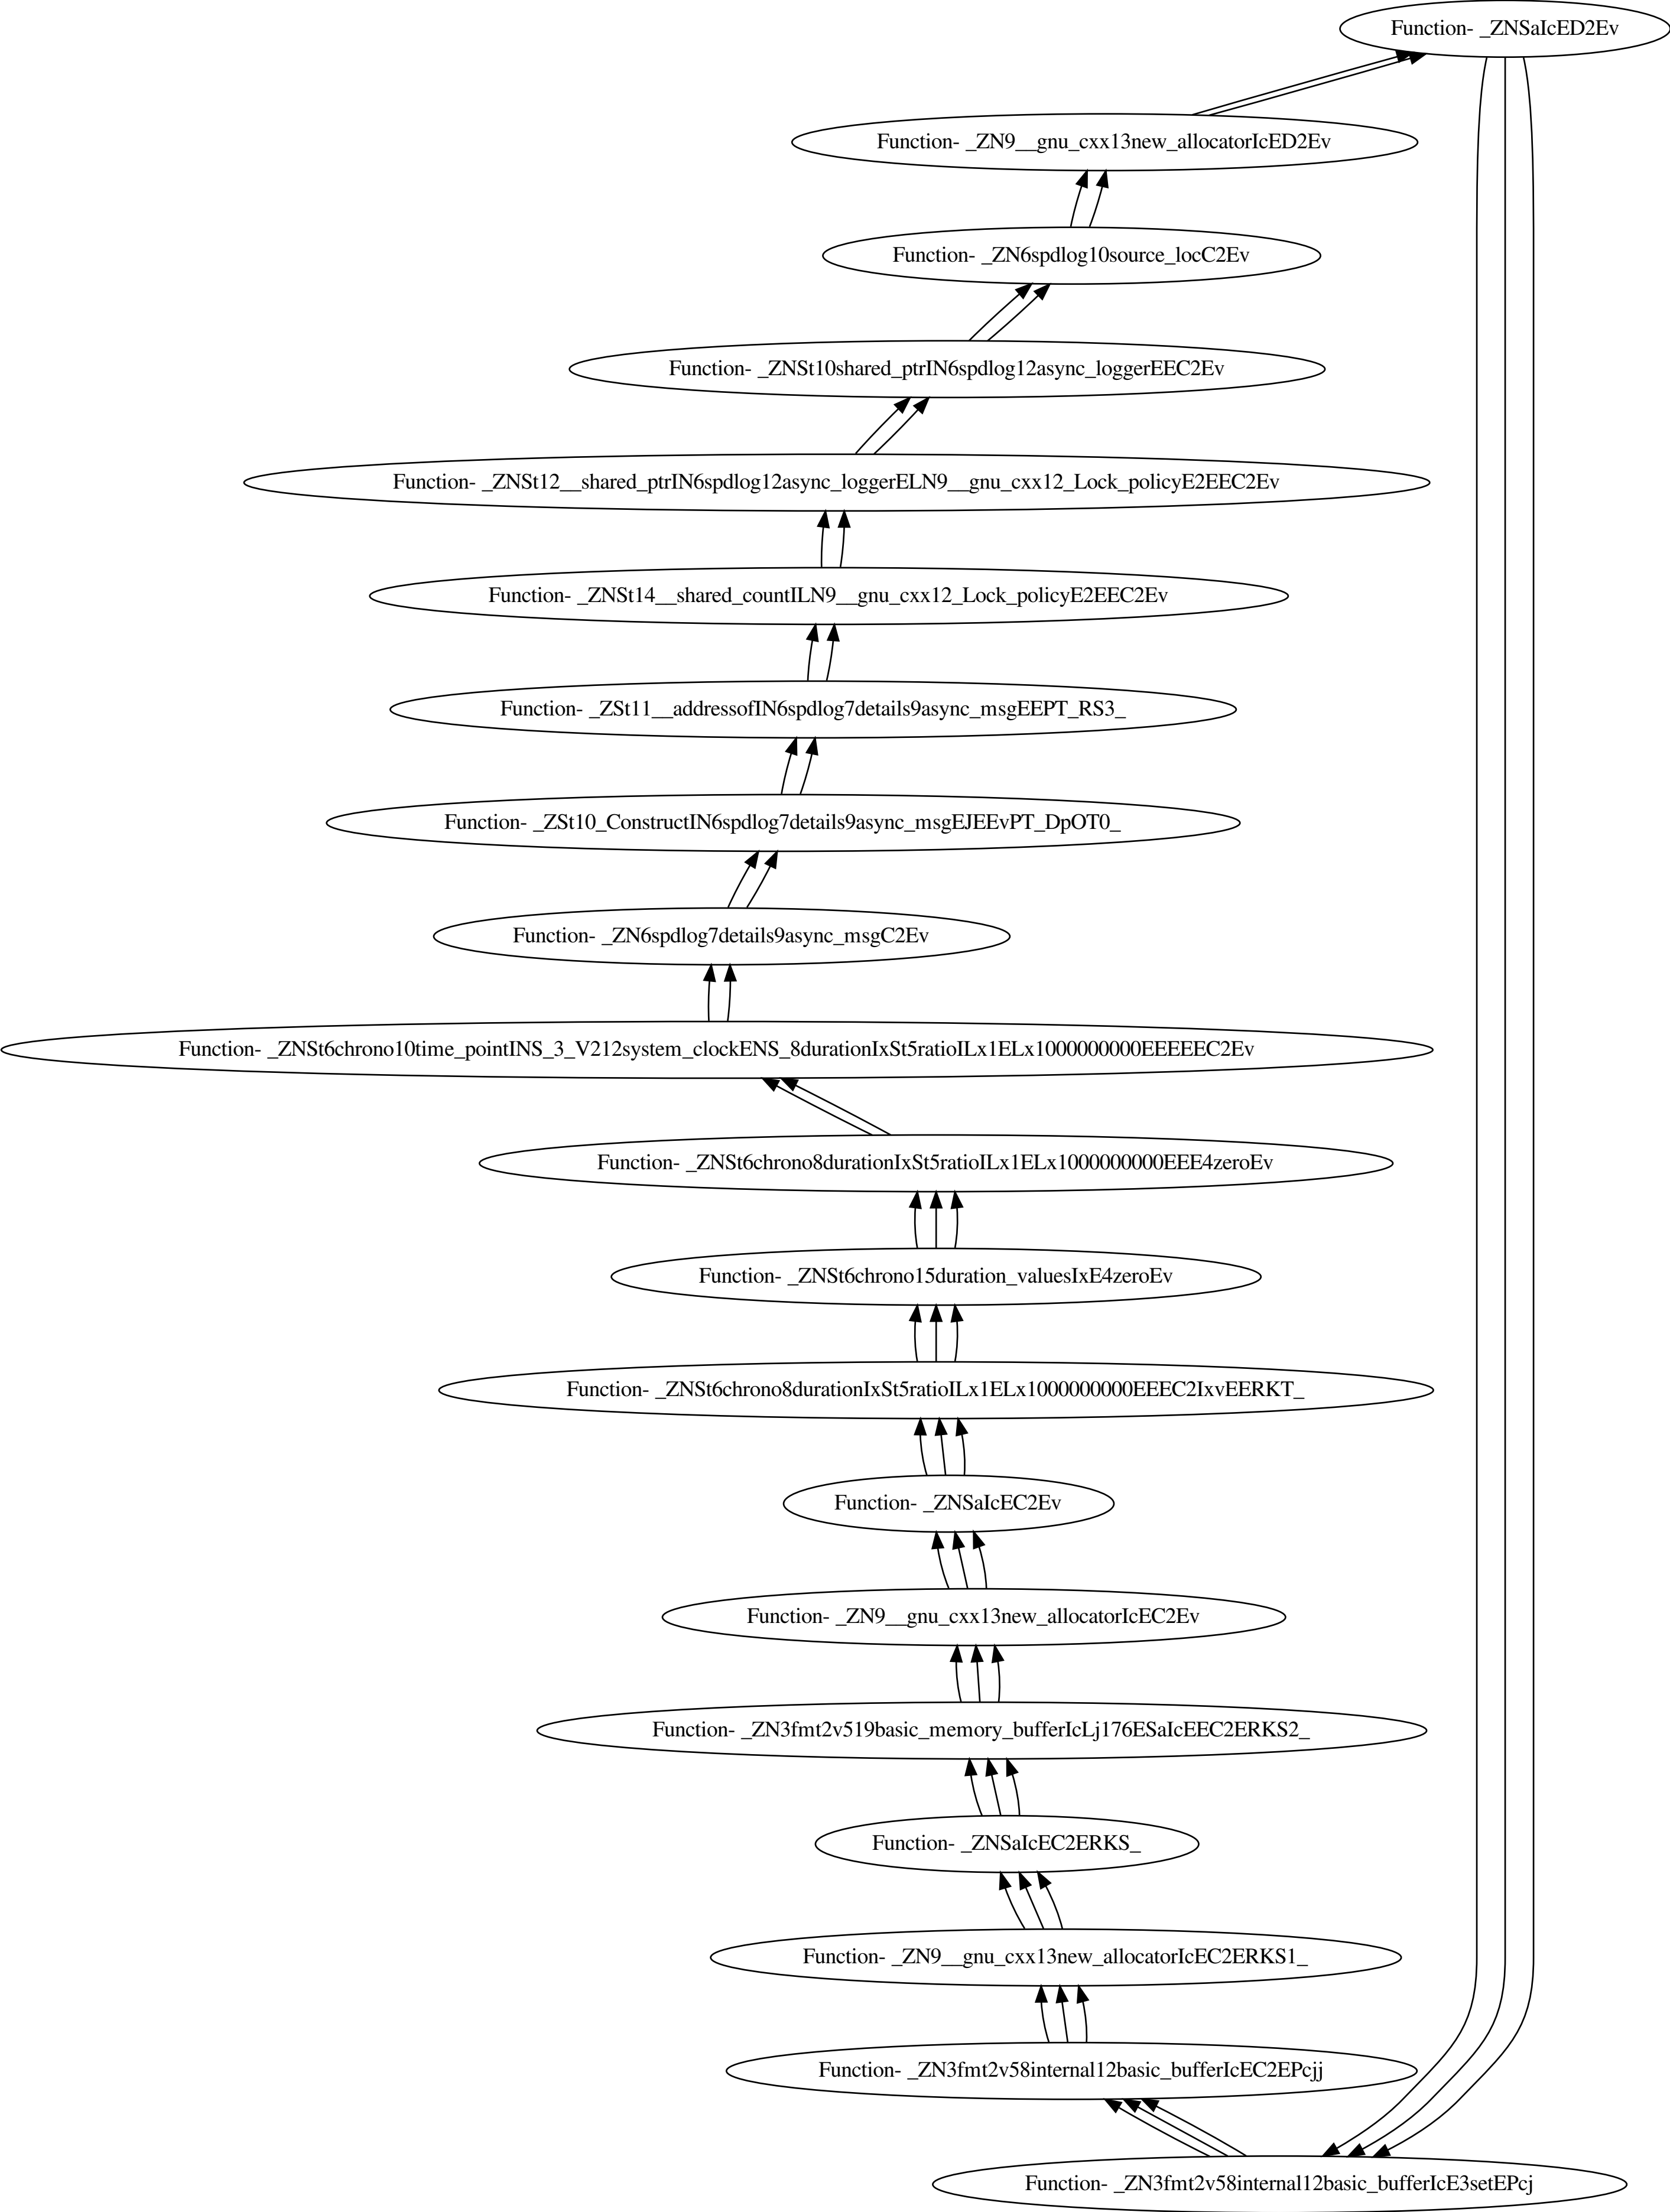 Function- _ZNSaIcED2Ev
Function- _ZN9__gnu_cxx13new_allocatorIcED2Ev
Function- _ZN6spdlog10source_locC2Ev
Function- _ZNSt10shared_ptrIN6spdlog12async_loggerEEC2Ev
Function- _ZNSt12__shared_ptrIN6spdlog12async_loggerELN9__gnu_cxx12_Lock_policyE2EEC2Ev
Function- _ZNSt14__shared_countILN9__gnu_cxx12_Lock_policyE2EEC2Ev
Function- _ZSt11__addressofIN6spdlog7details9async_msgEEPT_RS3_
Function- _ZSt10_ConstructIN6spdlog7details9async_msgEJEEvPT_DpOT0_
Function- _ZN6spdlog7details9async_msgC2Ev
Function- _ZNSt6chrono10time_pointINS_3_V212system_clockENS_8durationIxSt5ratioILx1ELx1000000000EEEEEC2Ev
Function- _ZNSt6chrono8durationIxSt5ratioILx1ELx1000000000EEE4zeroEv
Function- _ZNSt6chrono15duration_valuesIxE4zeroEv
Function- _ZNSt6chrono8durationIxSt5ratioILx1ELx1000000000EEEC2IxvEERKT_
Function- _ZNSaIcEC2Ev
Function- _ZN9__gnu_cxx13new_allocatorIcEC2Ev
Function- _ZN3fmt2v519basic_memory_bufferIcLj176ESaIcEEC2ERKS2_
Function- _ZNSaIcEC2ERKS_
Function- _ZN9__gnu_cxx13new_allocatorIcEC2ERKS1_
Function- _ZN3fmt2v58internal12basic_bufferIcEC2EPcjj
Function- _ZN3fmt2v58internal12basic_bufferIcE3setEPcj